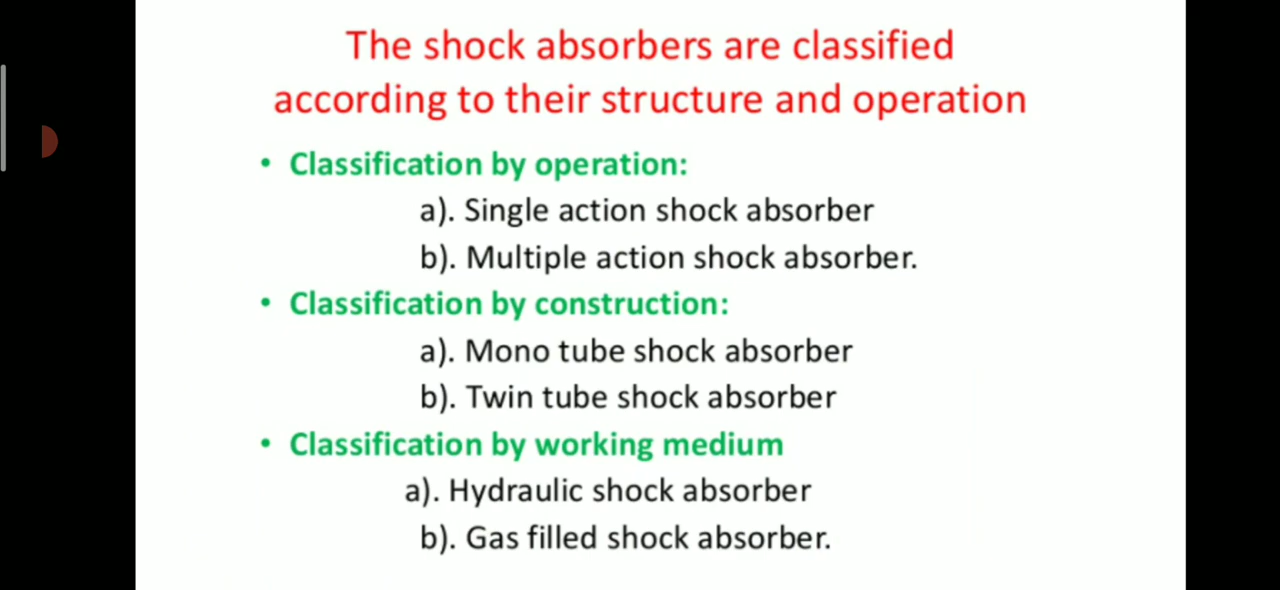 The shock absorbers are classified
according to their structure and operation
• Classification by operation:
a). Single action shock absorber
b). Multiple action shock absorber.
• Classification by construction:
a). Mono tube shock absorber
b). Twin tube shock absorber
• Classification by working medium
a). Hydraulic shock absorber
b). Gas filled shock absorber.